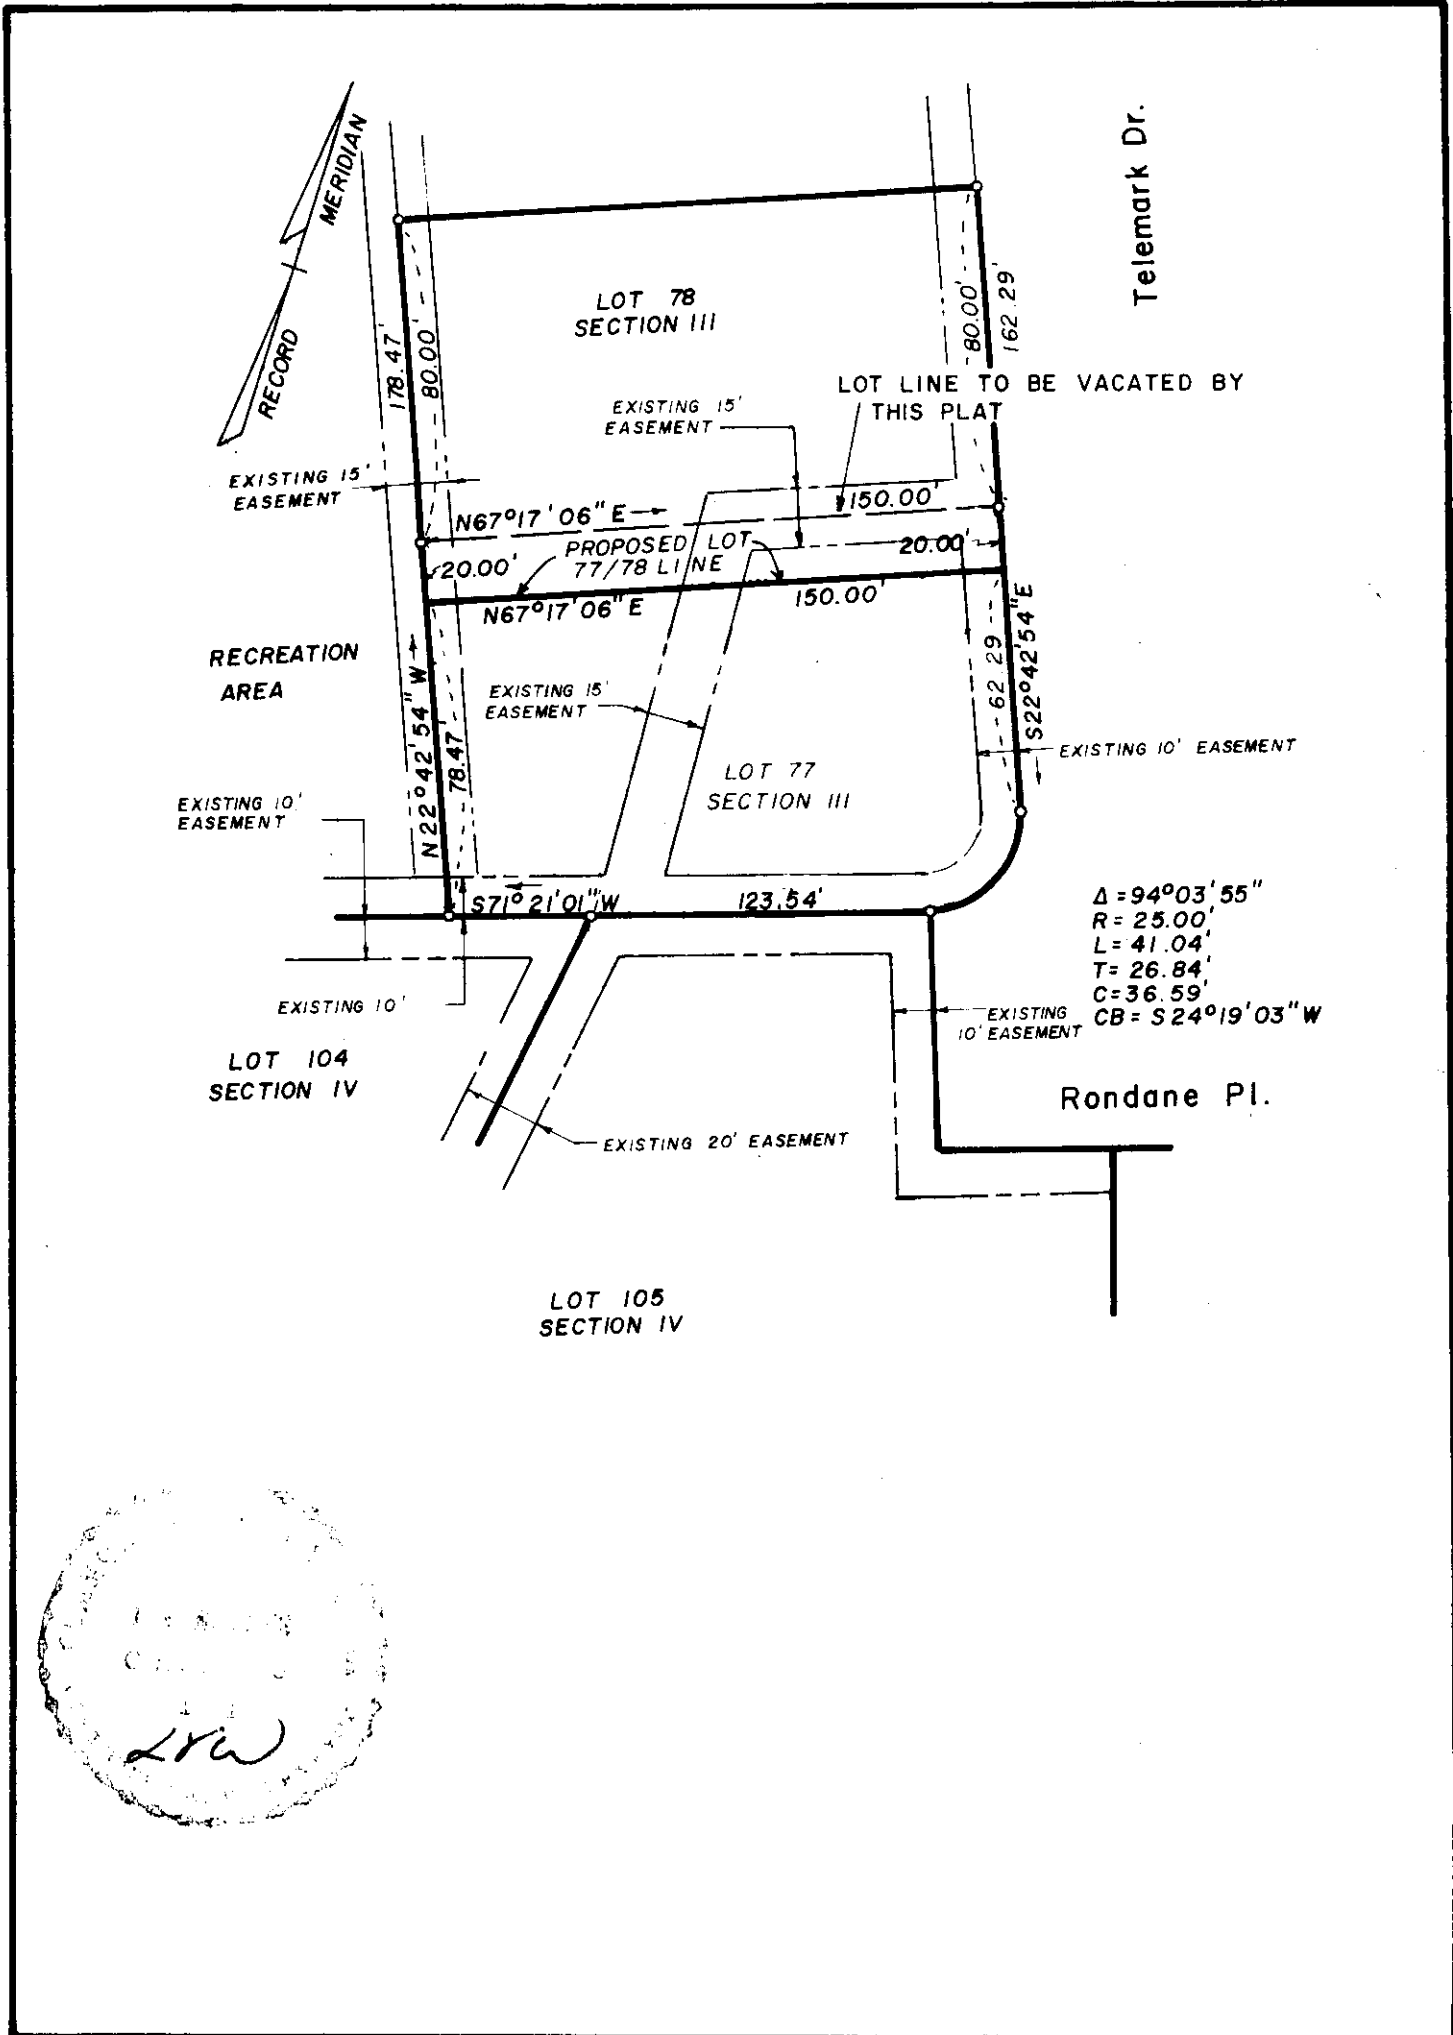 MERIDIAN
RECORD
Telemark Dr.
LOT 78
SECTION III
178.47'
80.00'
80.00'
162.29'
LOT LINE TO BE VACATED BY
THIS PLAT
EXISTING 15'
EASEMENT
EXISTING 15'
EASEMENT
N67°17'06"E
150.00'
20.00'
PROPOSED LOT
77/78 LINE
20.00'
N67°17'06"E
150.00'
RECREATION
AREA
N22°42'54"W
78.47'
EXISTING 15'
EASEMENT
62.29
S22°42'54"E
EXISTING 10' EASEMENT
LOT 77
SECTION III
EXISTING 10'
EASEMENT
S71°21'01"W
123.54'
Δ=94°03'55"
R=25.00'
L=41.04'
T=26.84'
C=36.59'
CB=S24°19'03"W
EXISTING 10'
EXISTING
10' EASEMENT
LOT 104
SECTION IV
Rondane Pl.
EXISTING 20' EASEMENT
LOT 105
SECTION IV